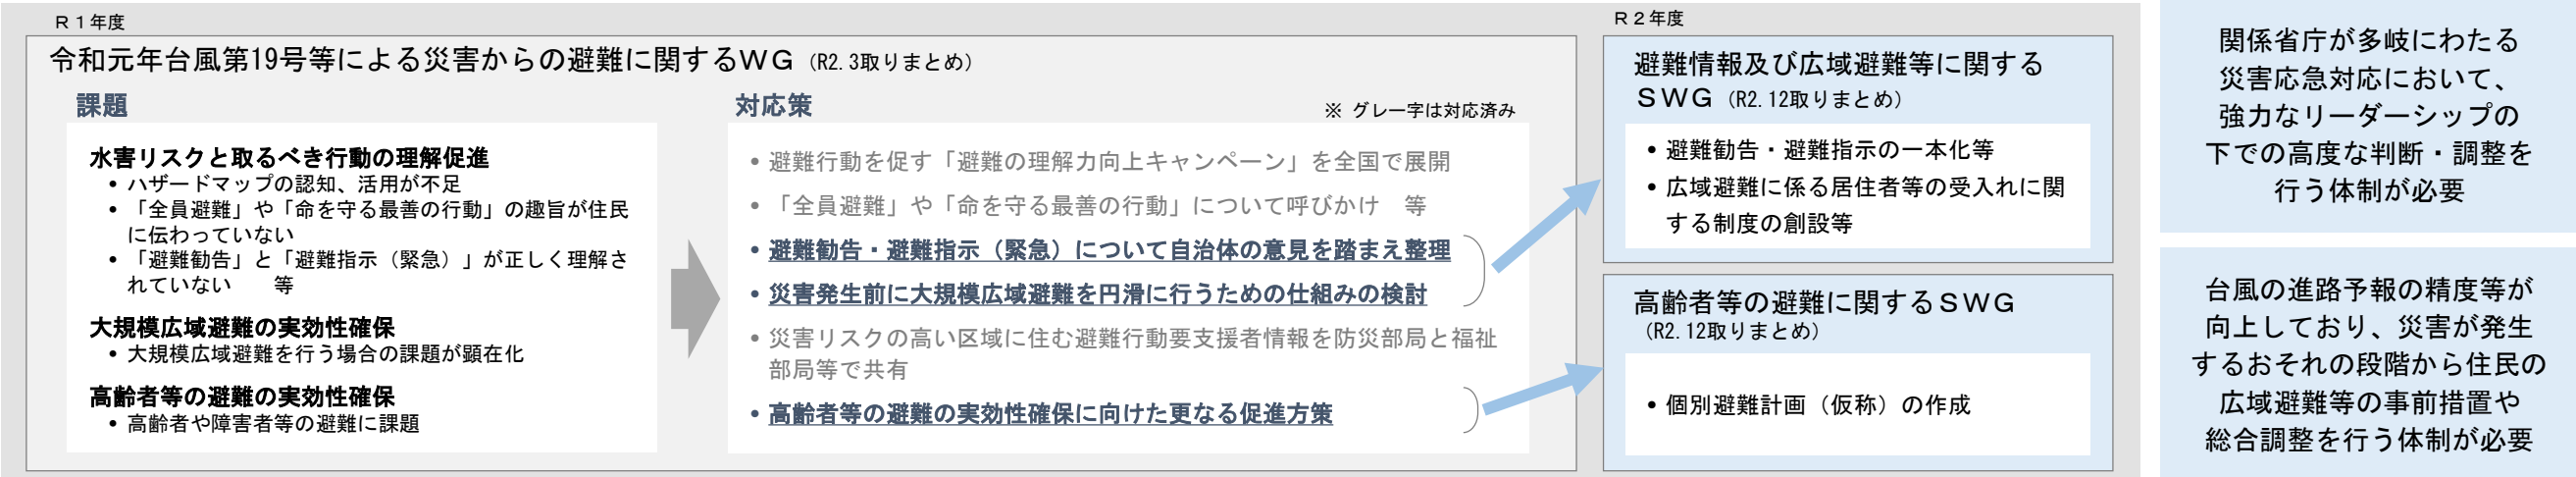 R1年度
令和元年台風第19号等による災害からの避難に関するWG（R2.3取りまとめ）
課題
水害リスクと取るべき行動の理解促進
• ハザードマップの認知、活用が不足
• 「全員避難」や「命を守る最善の行動」の趣旨が住民
に伝わっていない
• 「避難勧告」と「避難指示（緊急）」が正しく理解さ
れていない　等
大規模広域避難の実効性確保
• 大規模広域避難を行う場合の課題が顕在化
高齢者等の避難の実効性確保
• 高齢者や障害者等の避難に課題
対応策
※ グレー字は対応済み
• 避難行動を促す「避難の理解力向上キャンペーン」を全国で展開
• 「全員避難」や「命を守る最善の行動」について呼びかけ　等
• 避難勧告・避難指示（緊急）について自治体の意見を踏まえ整理
• 災害発生前に大規模広域避難を円滑に行うための仕組みの検討
• 災害リスクの高い区域に住む避難行動要支援者情報を防災部局と福祉
部局等で共有
• 高齢者等の避難の実効性確保に向けた更なる促進方策
R2年度
避難情報及び広域避難等に関する
SWG（R2.12取りまとめ）
• 避難勧告・避難指示の一本化等
• 広域避難に係る居住者等の受入れに関
する制度の創設等
高齢者等の避難に関するSWG
（R2.12取りまとめ）
• 個別避難計画（仮称）の作成
関係省庁が多岐にわたる
災害応急対応において、
強力なリーダーシップの
下での高度な判断・調整を
行う体制が必要
台風の進路予報の精度等が
向上しており、災害が発生
するおそれの段階から住民の
広域避難等の事前措置や
総合調整を行う体制が必要